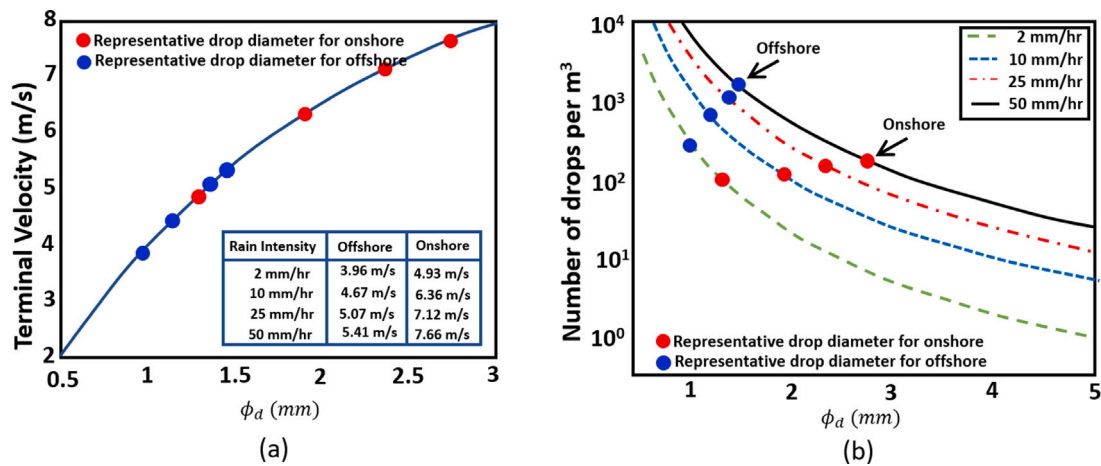 8
7
6
5
4
3
2
Terminal Velocity (m/s)
Representative drop diameter for onshore
Representative drop diameter for offshore
Rain Intensity Offshore Onshore
2 mm/hr 3.96 m/s 4.93 m/s
10 mm/hr 4.67 m/s 6.36 m/s
25 mm/hr 5.07 m/s 7.12 m/s
50 mm/hr 5.41 m/s 7.66 m/s
0.5 1 1.5 2 2.5 3
ϕd (mm)
(a)
10⁴
10³
10²
10¹
10⁰
Number of drops per m³
Offshore
Onshore
2 mm/hr
10 mm/hr
25 mm/hr
50 mm/hr
Representative drop diameter for onshore
Representative drop diameter for offshore
1 2 3 4 5
ϕd (mm)
(b)